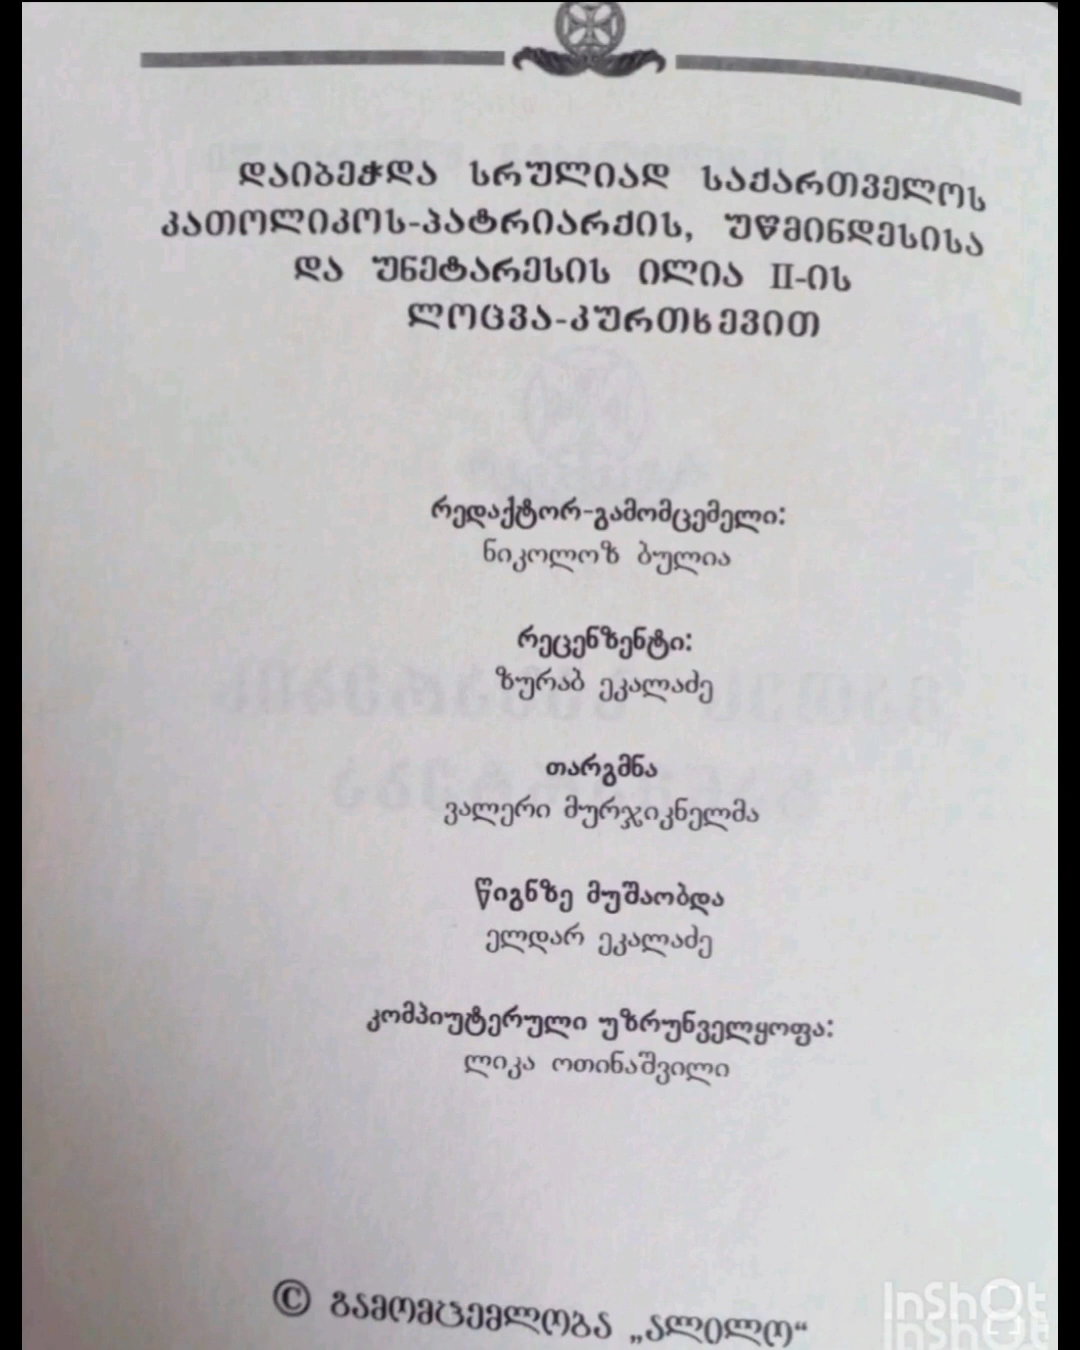 დაიბეჭდა სრულიად საქართველოს
კათოლიკოს-პატრიარქის, უწმინდესისა
და უნეტარესის ილია II-ის
ლოცვა-კურთხევით
რედაქტორ-გამომცემელი:
ნიკოლოზ ბულია
რეცენზენტი:
ზურაბ ეკალაძე
თარგმნა
ვალერი მურჯიკნელმა
წიგნზე მუშაობდა
ელდარ ეკალაძე
კომპიუტერული უზრუნველყოფა:
ლიკა ოთინაშვილი
© გამომცემლობა „ალილო“
InShOt